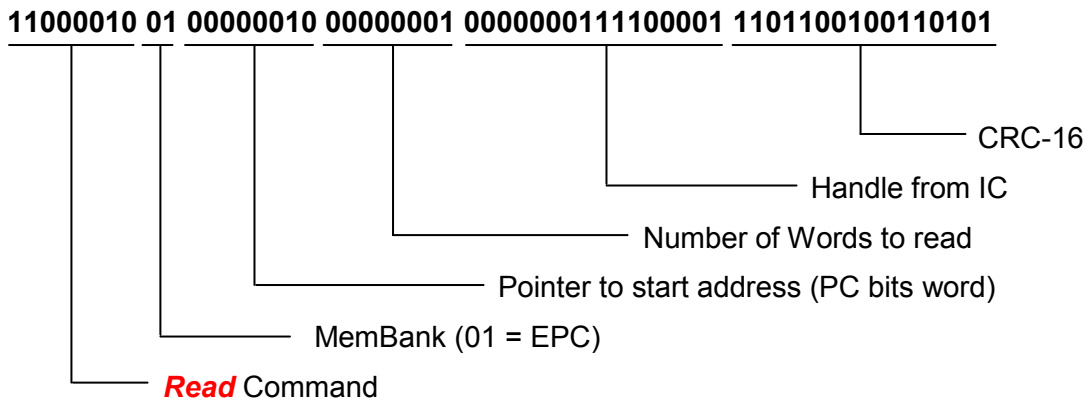 11000010 01 00000010 00000001 0000000111100001 1101100100110101
CRC-16
Handle from IC
Number of Words to read
Pointer to start address (PC bits word)
MemBank (01 = EPC)
Read Command